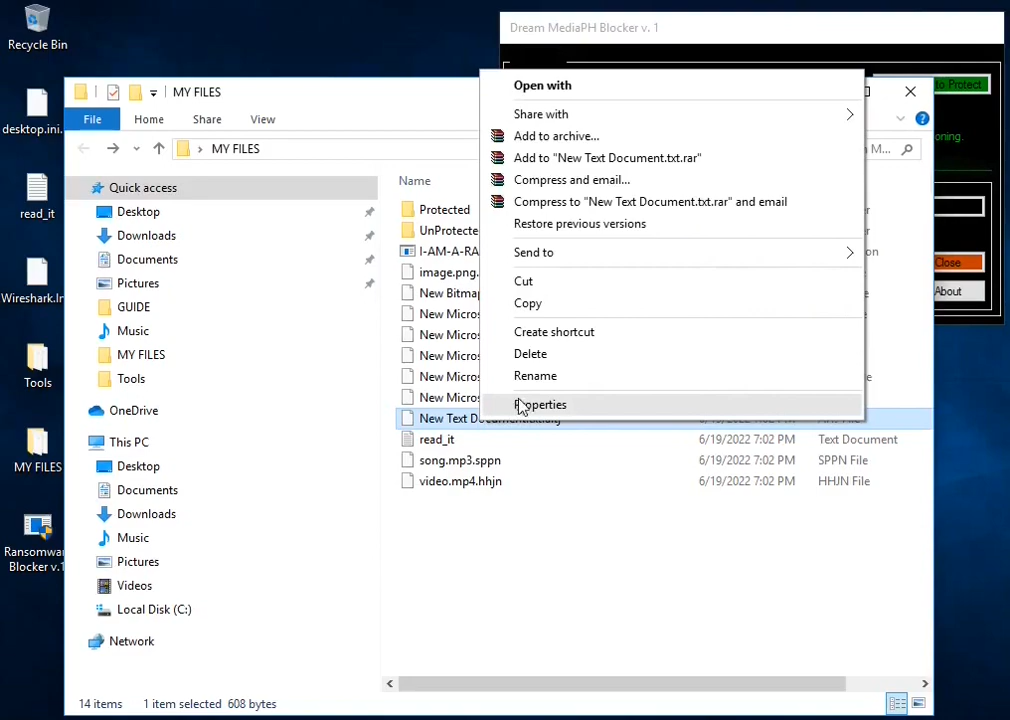 Recycle Bin
desktop.ini.
read_it
Wireshark.ln
Tools
MY FILES
Ransomwar
Blocker v.1
Dream MediaPH Blocker v. 1
to Protect
oning.
Close
About
MY FILES
File
Home
Share
View
MY FILES
M...
Quick access
Desktop
Downloads
Documents
Pictures
GUIDE
Music
MY FILES
Tools
OneDrive
This PC
Desktop
Documents
Downloads
Music
Pictures
Videos
Local Disk (C:)
Network
Name
Protected
UnProtecte
I-AM-A-RA
image.png.
New Bitmap
New Micros
New Micros
New Micros
New Micros
New Micros
New Text Document.txt
read_it 6/19/2022 7:02 PM Text Document
song.mp3.sppn 6/19/2022 7:02 PM SPPN File
video.mp4.hhjn 6/19/2022 7:02 PM HHJN File
Open with
Share with
Add to archive...
Add to "New Text Document.txt.rar"
Compress and email...
Compress to "New Text Document.txt.rar" and email
Restore previous versions
Send to
Cut
Copy
Create shortcut
Delete
Rename
Properties
14 items 1 item selected 608 bytes